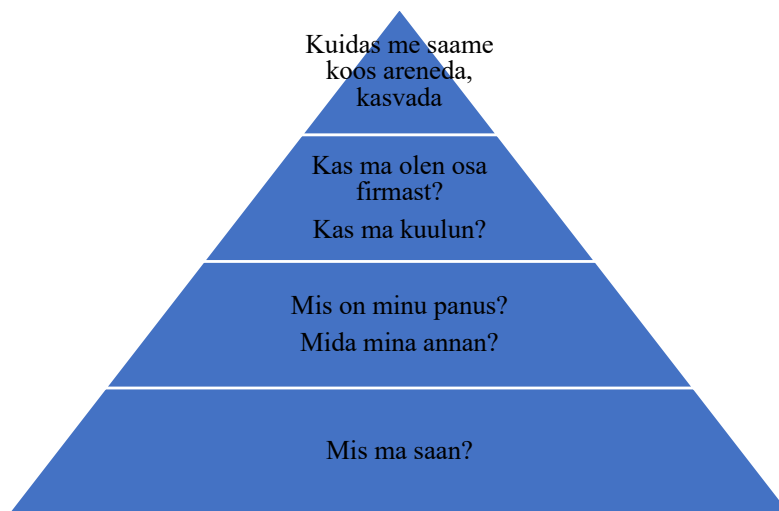 Kuidas me saame
koos areneda,
kasvada
Kas ma olen osa
firmast?
Kas ma kuulun?
Mis on minu panus?
Mida mina annan?
Mis ma saan?